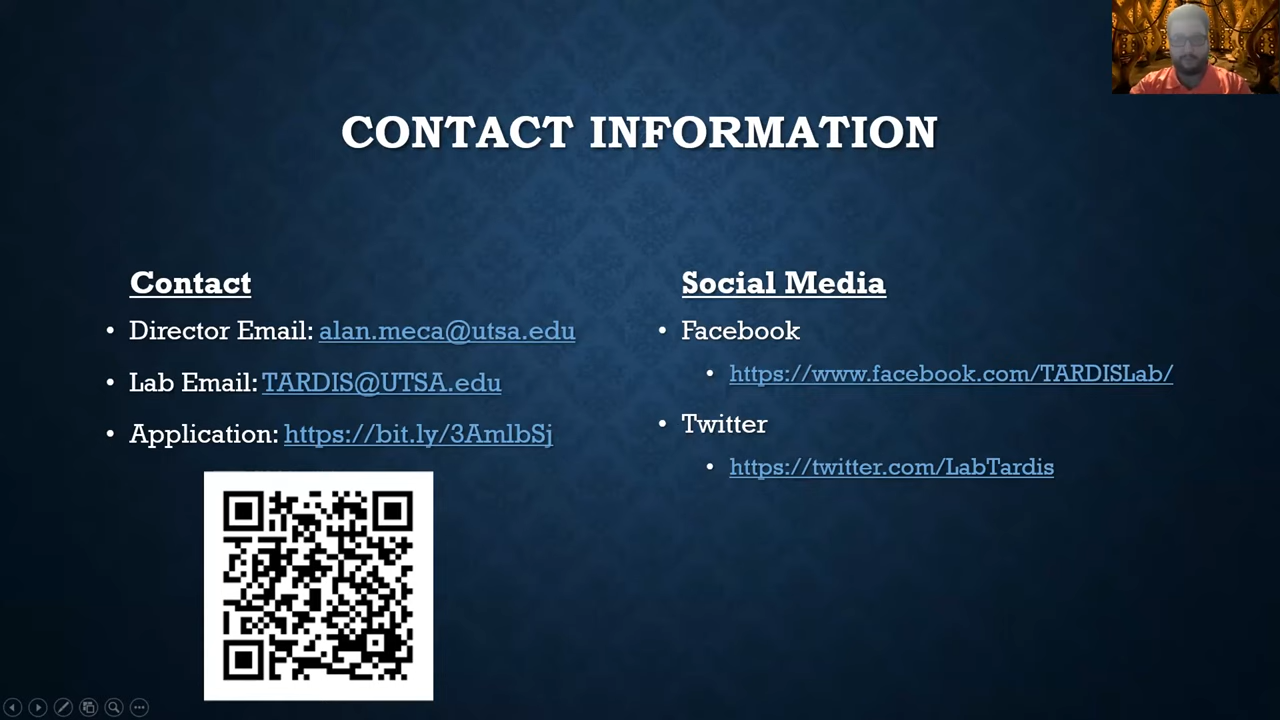 CONTACT INFORMATION
Contact
• Director Email: alan.meca@utsa.edu
• Lab Email: TARDIS@UTSA.edu
• Application: https://bit.ly/3AmlbSj
Social Media
• Facebook
• https://www.facebook.com/TARDISLab/
• Twitter
• https://twitter.com/LabTardis